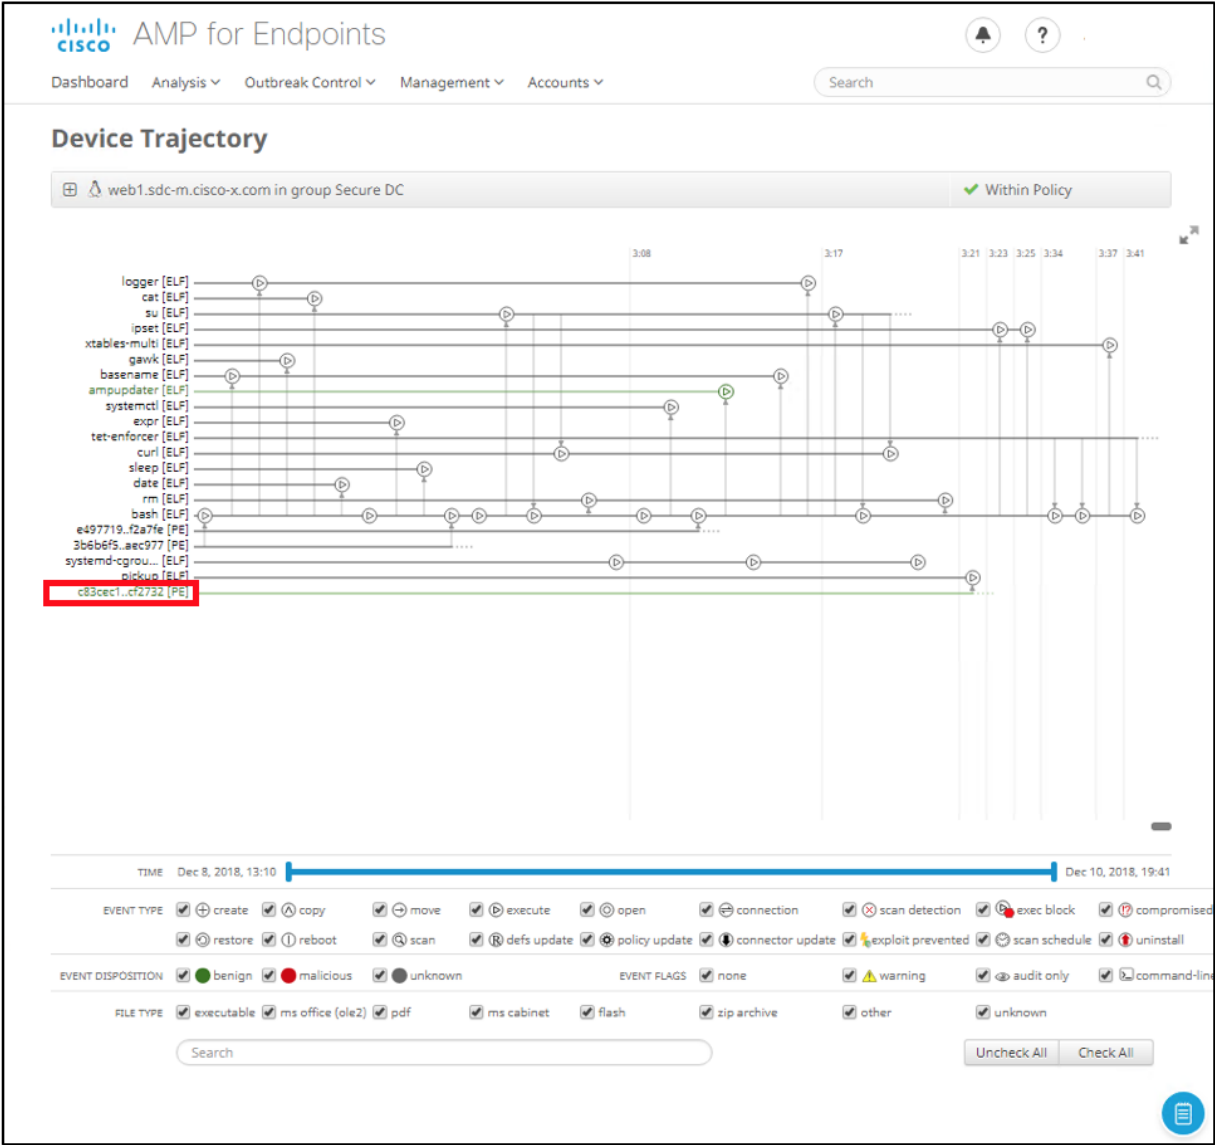 CISCO AMP for Endpoints
?
Dashboard Analysis Outbreak Control Management Accounts Search
Device Trajectory
web1.sdc-m.cisco-x.com in group Secure DC Within Policy
3:08 3:17 3:21 3:23 3:25 3:34 3:37 3:41
logger [ELF]
cat [ELF]
su [ELF]
ipset [ELF]
xtables-multi [ELF]
gawk [ELF]
basename [ELF]
ampupdater [ELF]
systemctl [ELF]
expr [ELF]
tet-enforcer [ELF]
curl [ELF]
sleep [ELF]
date [ELF]
rm [ELF]
bash [ELF]
e497719..f2a7fe [PE]
3b6b6f5..aec977 [PE]
systemd-cgrou... [ELF]
pickup [ELF]
c83cec1..cf2732 [PE]
TIME Dec 8, 2018, 13:10 Dec 10, 2018, 19:41
EVENT TYPE create copy move execute open connection scan detection exec block compromised
restore reboot scan defs update policy update connector update exploit prevented scan schedule uninstall
EVENT DISPOSITION benign malicious unknown EVENT FLAGS none warning audit only command-line
FILE TYPE executable ms office (ole2) pdf ms cabinet flash zip archive other unknown
Search Uncheck All Check All